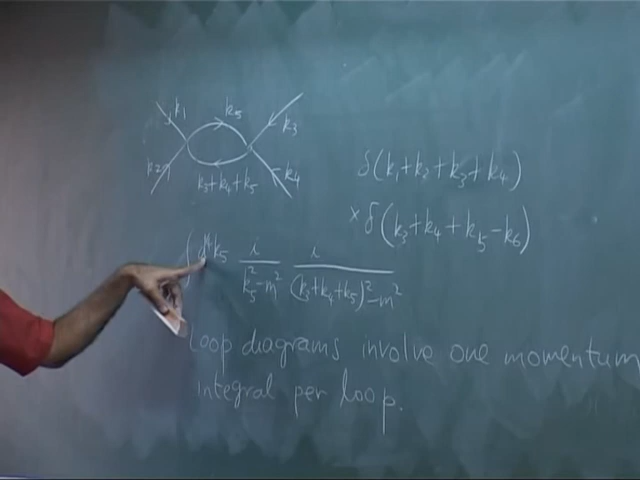 k₁ k₅ k₃
k₂ k₃+k₄+k₅ k₄
δ(k₁+k₂+k₃+k₄)
× δ(k₃+k₄+k₅−k₆)
∫ d⁴k₅ i/(k₅²−m²) i/((k₃+k₄+k₅)²−m²)
Loop diagrams involve one momentum
integral per loop.